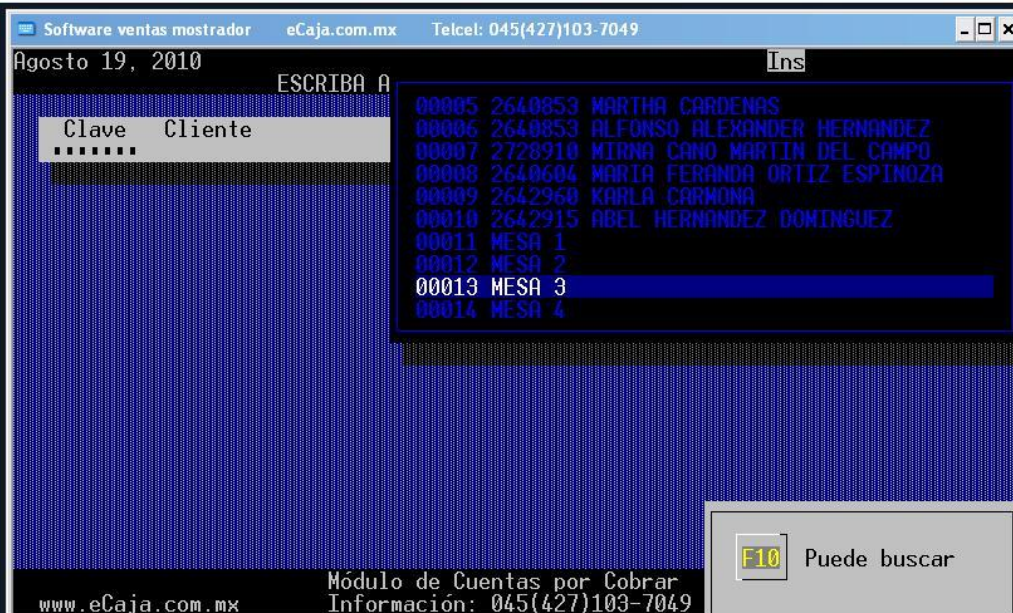 Software ventas mostrador eCaja.com.mx Telcel: 045(427)103-7049
Agosto 19, 2010 Ins
ESCRIBA A
Clave Cliente
00005 2640853 MARTHA CARDENAS
00006 2640853 ALFONSO ALEXANDER HERNANDEZ
00007 2728910 MIRNA CANO MARTIN DEL CAMPO
00008 2640604 MARIA FERANDA ORTIZ ESPINOZA
00009 2642960 KARLA CARMONA
00010 2642915 ABEL HERNANDEZ DOMINGUEZ
00011 MESA 1
00012 MESA 2
00013 MESA 3
00014 MESA 4
F10 Puede buscar
Módulo de Cuentas por Cobrar
www.eCaja.com.mx Información: 045(427)103-7049